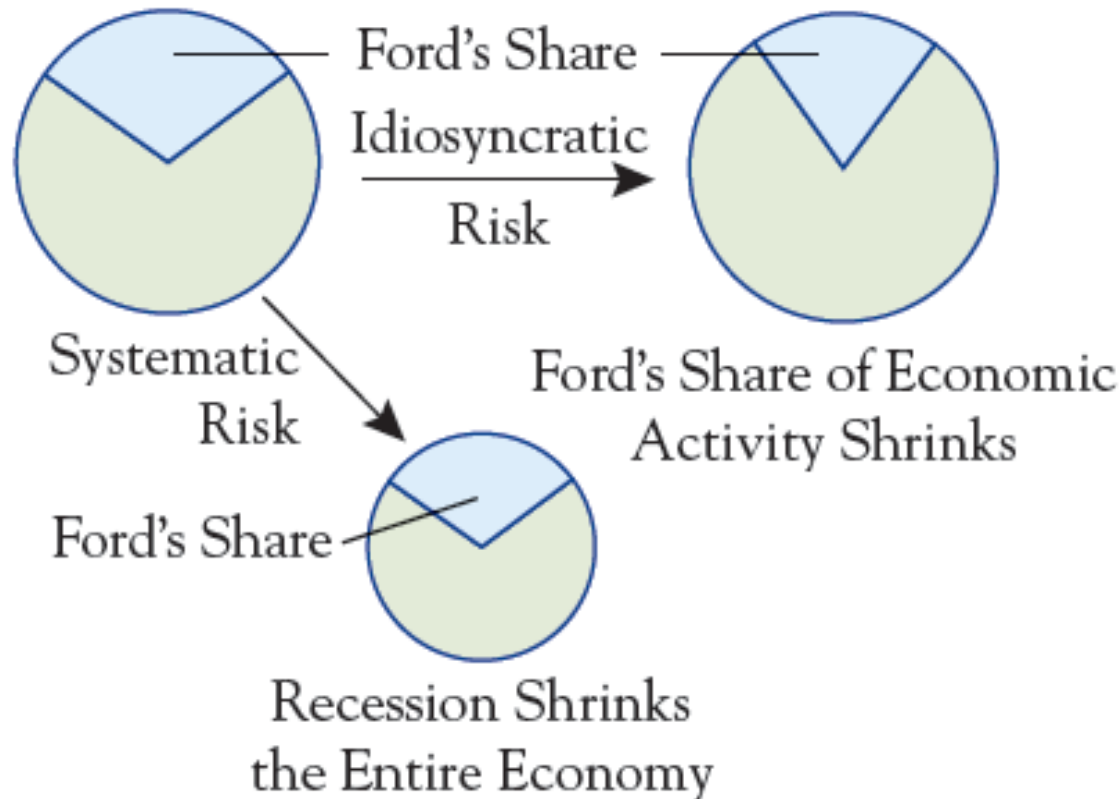 Ford's Share
Idiosyncratic
Risk
Systematic
Risk
Ford's Share of Economic
Activity Shrinks
Ford's Share
Recession Shrinks
the Entire Economy